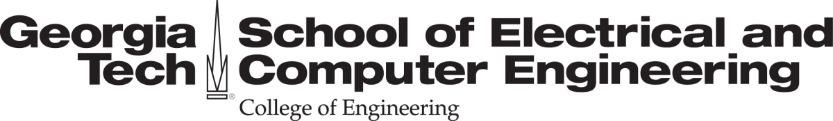 Georgia School of Electrical and
Tech Computer Engineering
®
College of Engineering